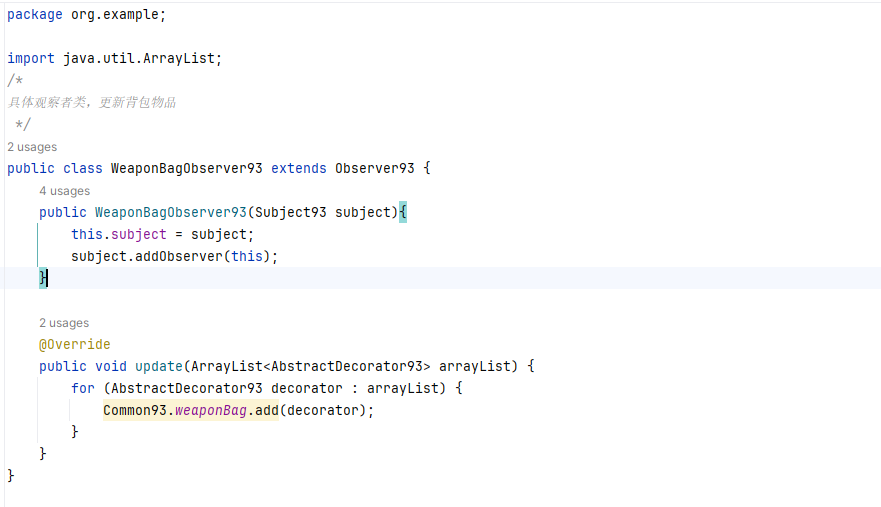 package org.example;
import java.util.ArrayList;
/*
具体观察者类，更新背包物品
*/
2 usages
public class WeaponBagObserver93 extends Observer93 {
4 usages
public WeaponBagObserver93(Subject93 subject){
this.subject = subject;
subject.addObserver(this);
}
2 usages
@Override
public void update(ArrayList<AbstractDecorator93> arrayList) {
for (AbstractDecorator93 decorator : arrayList) {
Common93.weaponBag.add(decorator);
}
}
}